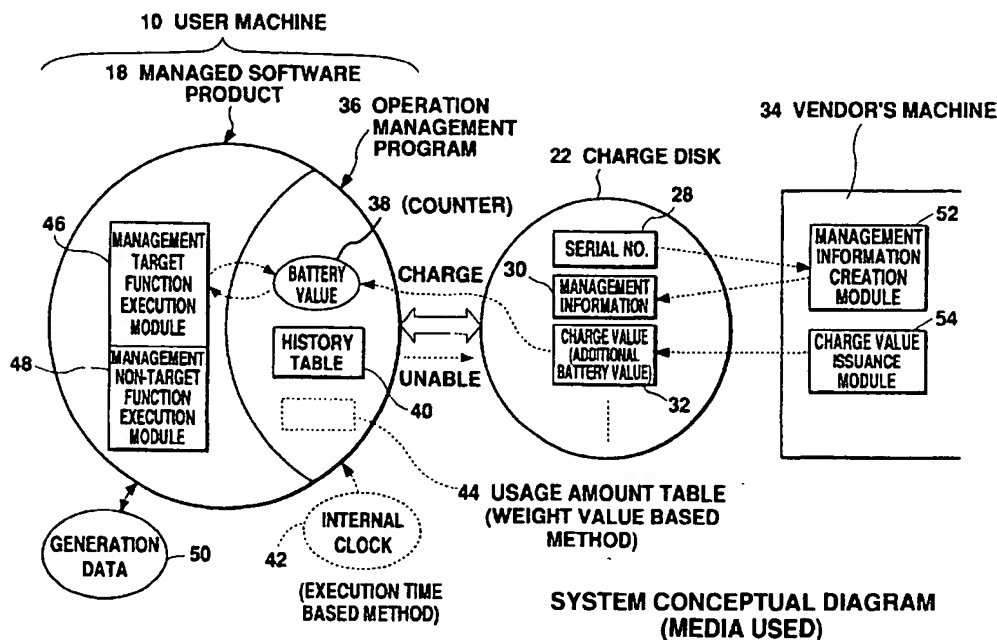 10 USER MACHINE
18 MANAGED SOFTWARE
PRODUCT
36 OPERATION
MANAGEMENT
PROGRAM
34 VENDOR'S MACHINE
22 CHARGE DISK
38 (COUNTER)
28
52
46
MANAGEMENT
TARGET
FUNCTION
EXECUTION
MODULE
BATTERY
VALUE
CHARGE
SERIAL NO.
30
MANAGEMENT
INFORMATION
MANAGEMENT
INFORMATION
CREATION
MODULE
54
48
MANAGEMENT
NON-TARGET
FUNCTION
EXECUTION
MODULE
HISTORY
TABLE
UNABLE
CHARGE VALUE
(ADDITIONAL
BATTERY VALUE)
CHARGE VALUE
ISSUANCE
MODULE
40
32
44 USAGE AMOUNT TABLE
(WEIGHT VALUE BASED
METHOD)
GENERATION
DATA
50
42
INTERNAL
CLOCK
(EXECUTION TIME
BASED METHOD)
SYSTEM CONCEPTUAL DIAGRAM
(MEDIA USED)